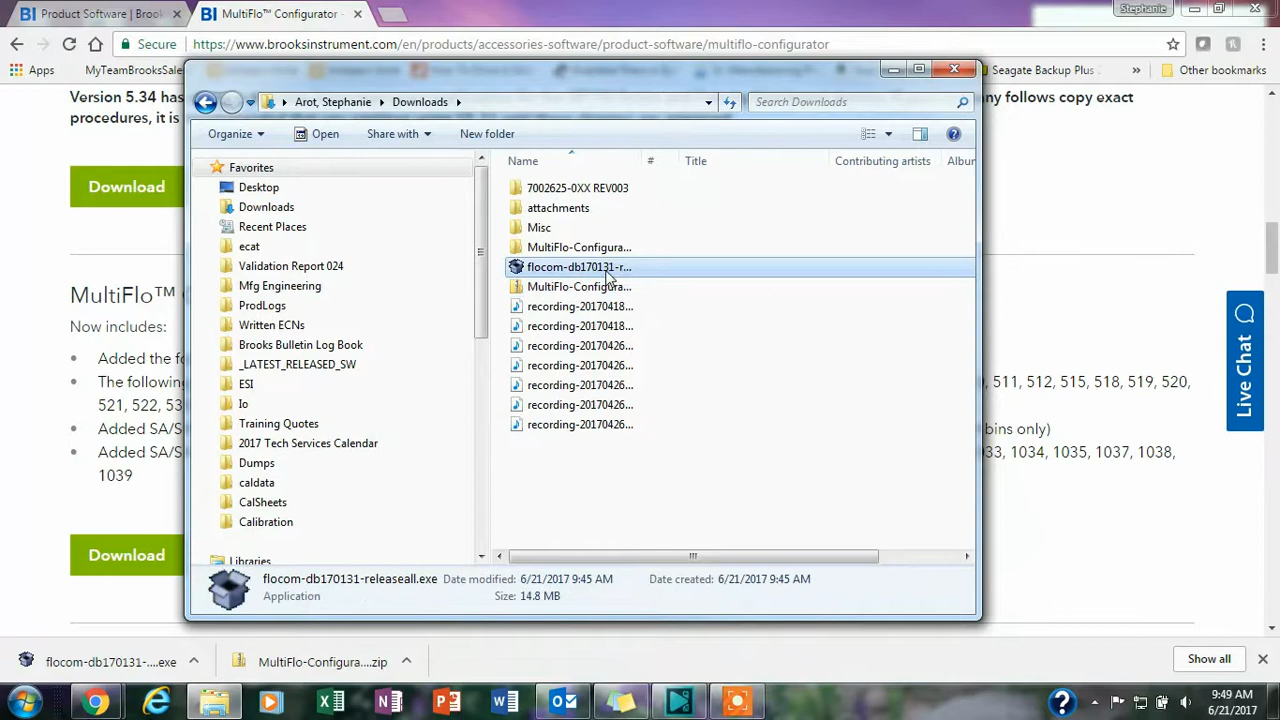 Product Software | Brook
MultiFlo™ Configurator -
Stephanie
Secure
https://www.brooksinstrument.com/en/products/accessories-software/product-software/multiflo-configurator
Apps
MyTeamBrooksSale
Seagate Backup Plus
»
Other bookmarks
Version 5.34 has
ny follows copy exact
procedures, it is
Download
MultiFlo™ C
Now includes:
• Added the fo
• The following
, 511, 512, 515, 518, 519, 520,
521, 522, 53
• Added SA/S
bins only)
• Added SA/S
33, 1034, 1035, 1037, 1038,
1039
Download
Live Chat
Arot, Stephanie
Downloads
Search Downloads
Organize
Open
Share with
New folder
Favorites
Desktop
Downloads
Recent Places
ecat
Validation Report 024
Mfg Engineering
ProdLogs
Written ECNs
Brooks Bulletin Log Book
_LATEST_RELEASED_SW
ESI
Io
Training Quotes
2017 Tech Services Calendar
Dumps
caldata
CalSheets
Calibration
Libraries
Name
#
Title
Contributing artists
Album
7002625-0XX REV003
attachments
Misc
MultiFlo-Configura...
flocom-db170131-r...
MultiFlo-Configura...
recording-20170418...
recording-20170418...
recording-20170426...
recording-20170426...
recording-20170426...
recording-20170426...
recording-20170426...
flocom-db170131-releaseall.exe
Date modified: 6/21/2017 9:45 AM
Date created: 6/21/2017 9:45 AM
Application
Size: 14.8 MB
flocom-db170131-....exe
MultiFlo-Configura....zip
Show all
9:49 AM
6/21/2017